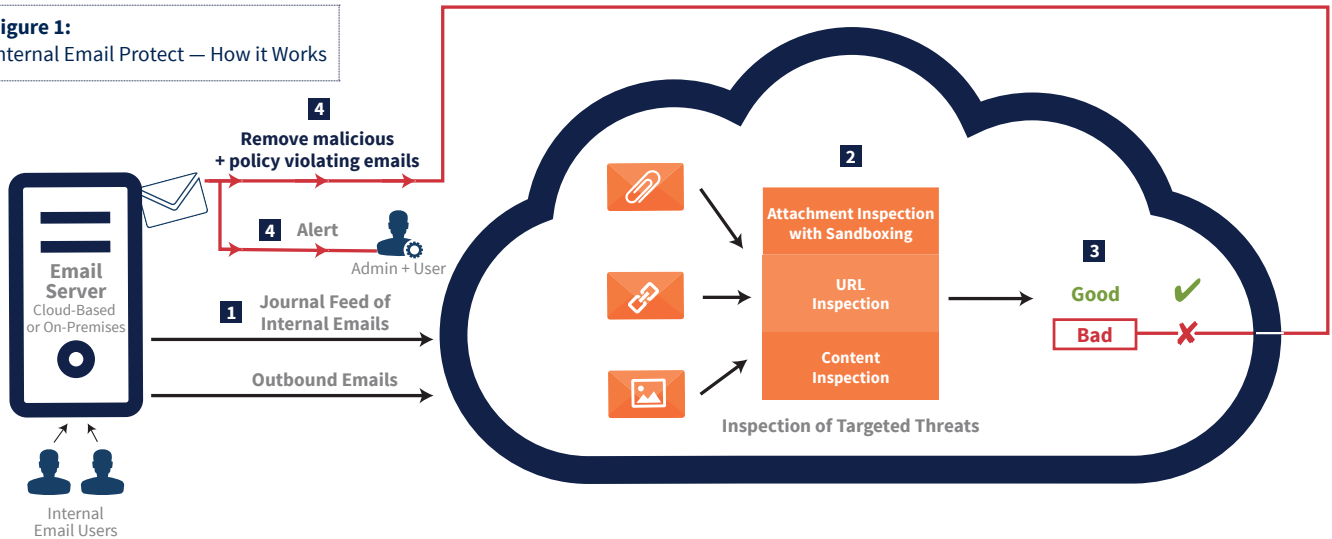 igure 1:
nternal Email Protect — How it Works
4
Remove malicious
+ policy violating emails
4 Alert
Admin + User
Email
Server
Cloud-Based
or On-Premises
1
Journal Feed of
Internal Emails
Outbound Emails
Internal
Email Users
2
Attachment Inspection
with Sandboxing
URL
Inspection
Content
Inspection
Inspection of Targeted Threats
3
Good
Bad